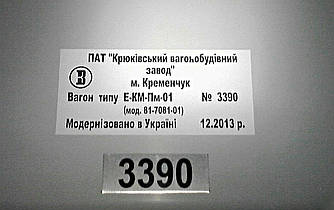 ПАТ "Крюківський вагонобудівний
завод"
м. Кременчук
Вагон типу Е-КМ-Пм-01 № 3390
(мод. 81-7081-01)
Модернізовано в Україні 12.2013 р.
3390